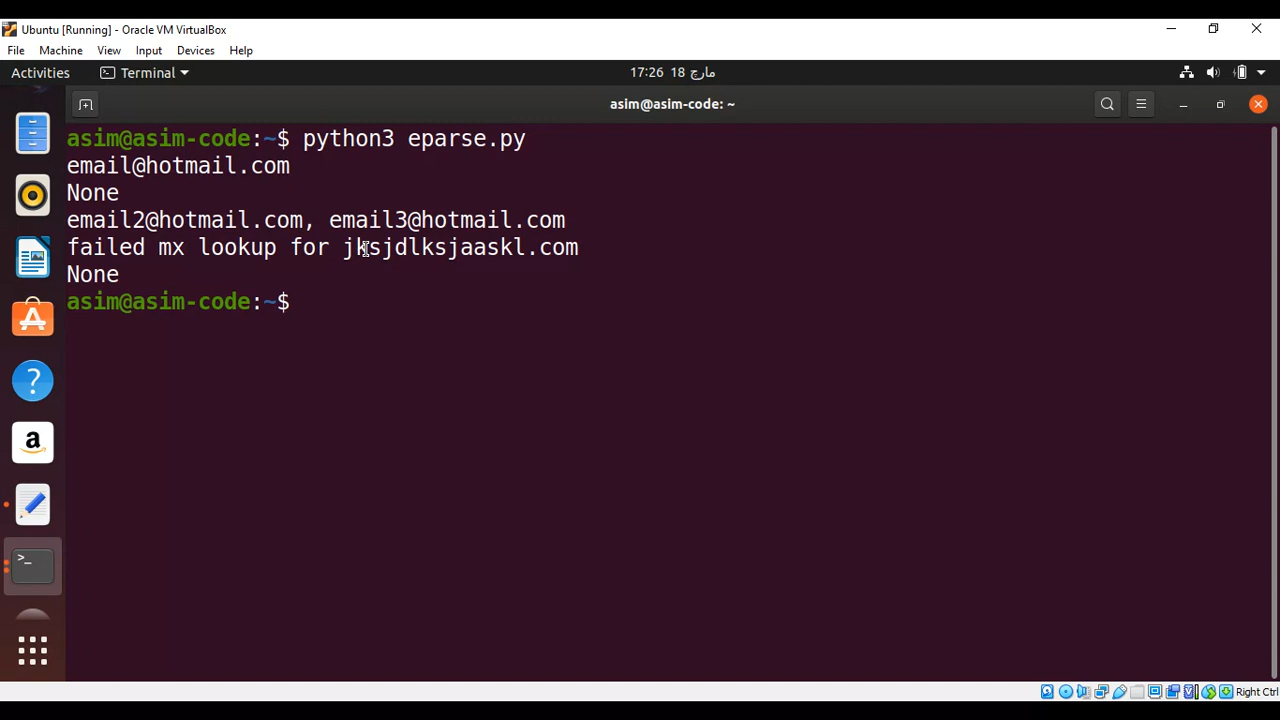 Ubuntu [Running] - Oracle VM VirtualBox
File Machine View Input Devices Help
Activities Terminal 17:26 18 مارچ
asim@asim-code: ~
asim@asim-code:~$ python3 eparse.py
email@hotmail.com
None
email2@hotmail.com, email3@hotmail.com
failed mx lookup for jksjdlksjaaskl.com
None
asim@asim-code:~$
Right Ctrl